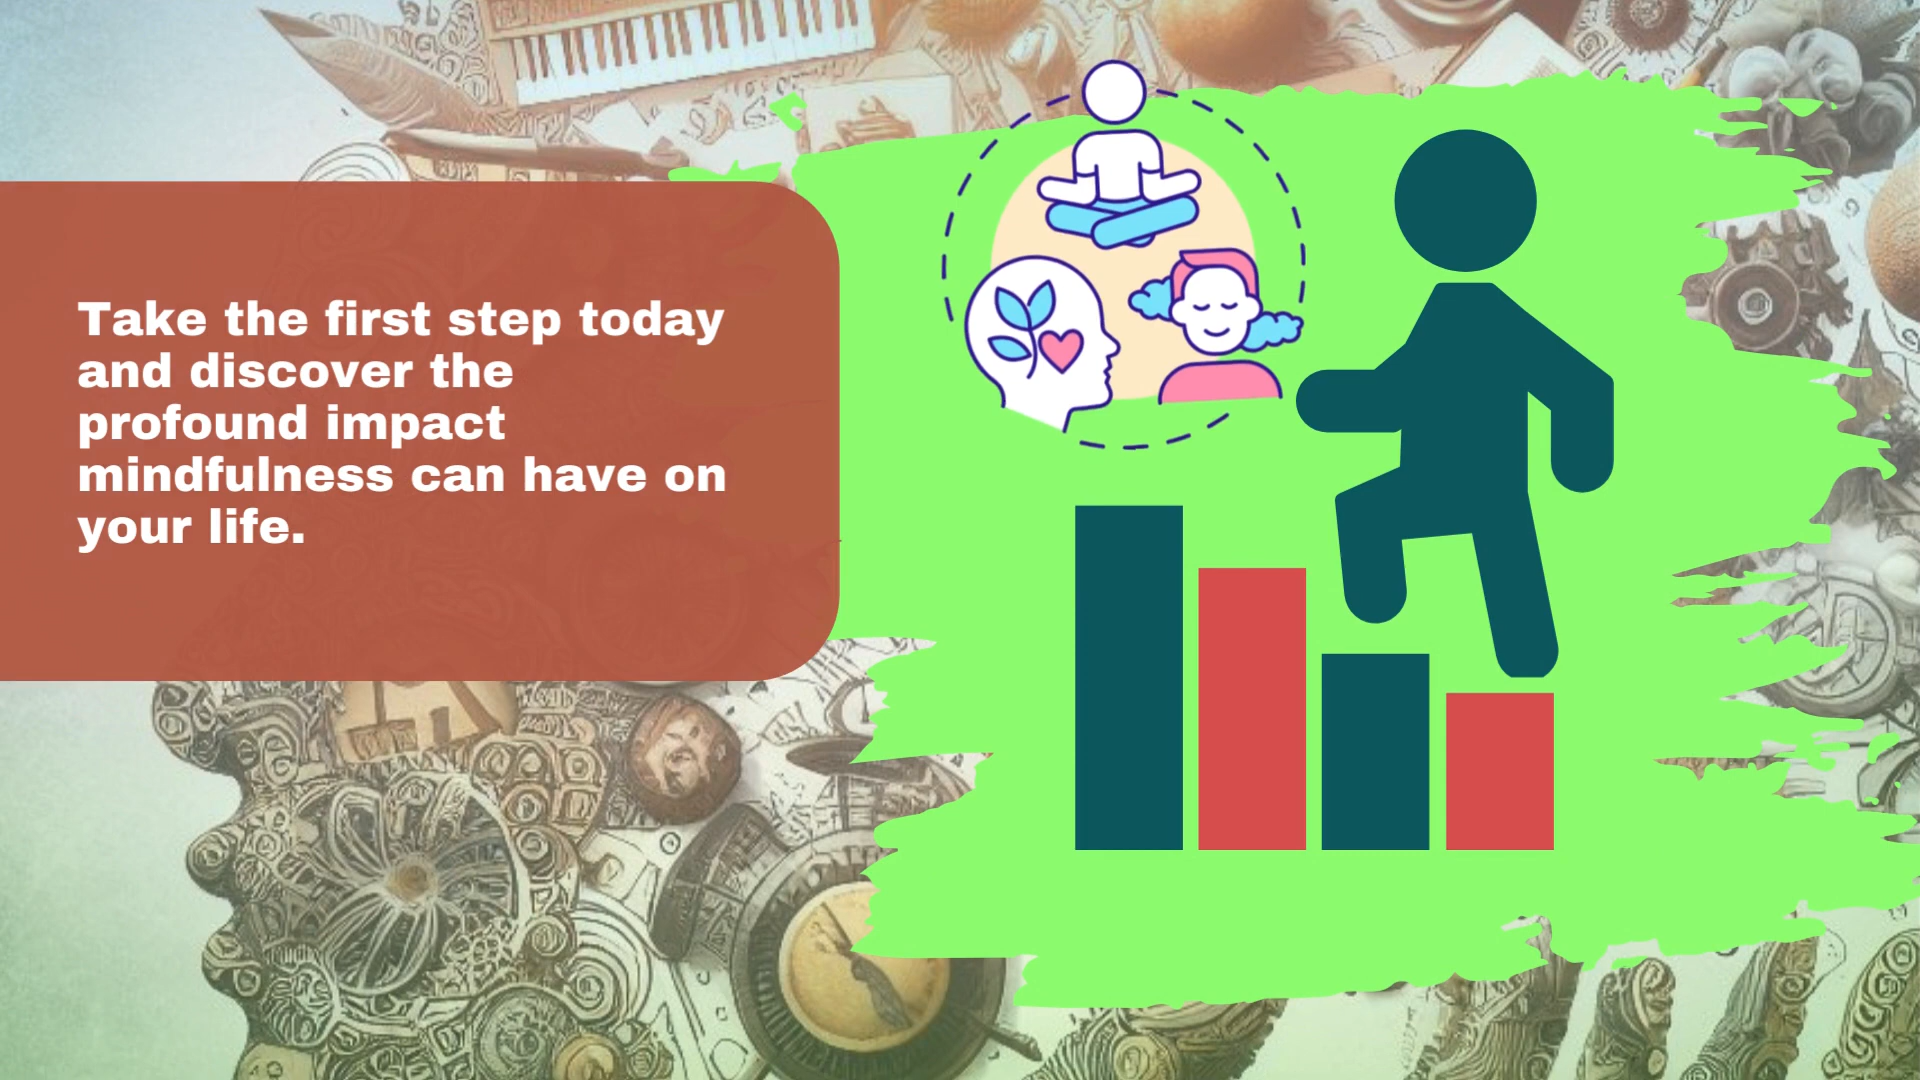 Take the first step today
and discover the
profound impact
mindfulness can have on
your life.